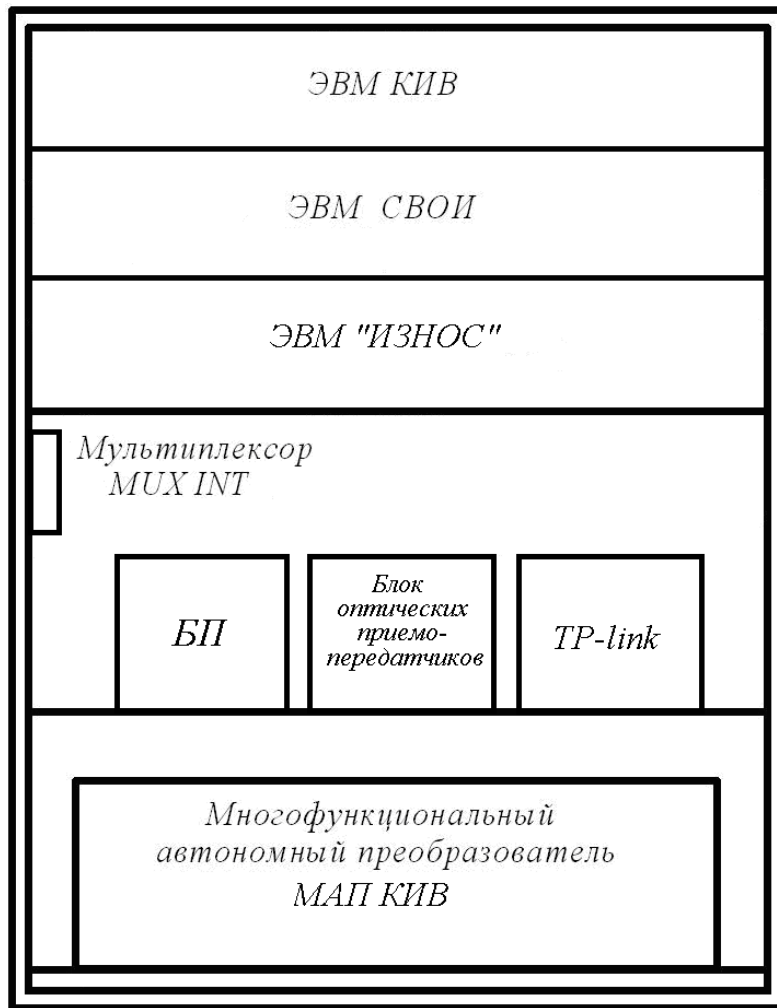 ЭВМ КИВ
ЭВМ СВОИ
ЭВМ "ИЗНОС"
Мультиплексор
MUX INT
БП
Блок
оптических
приемо-
передатчиков
TP-link
Многофункциональный
автономный преобразователь
МАП КИВ